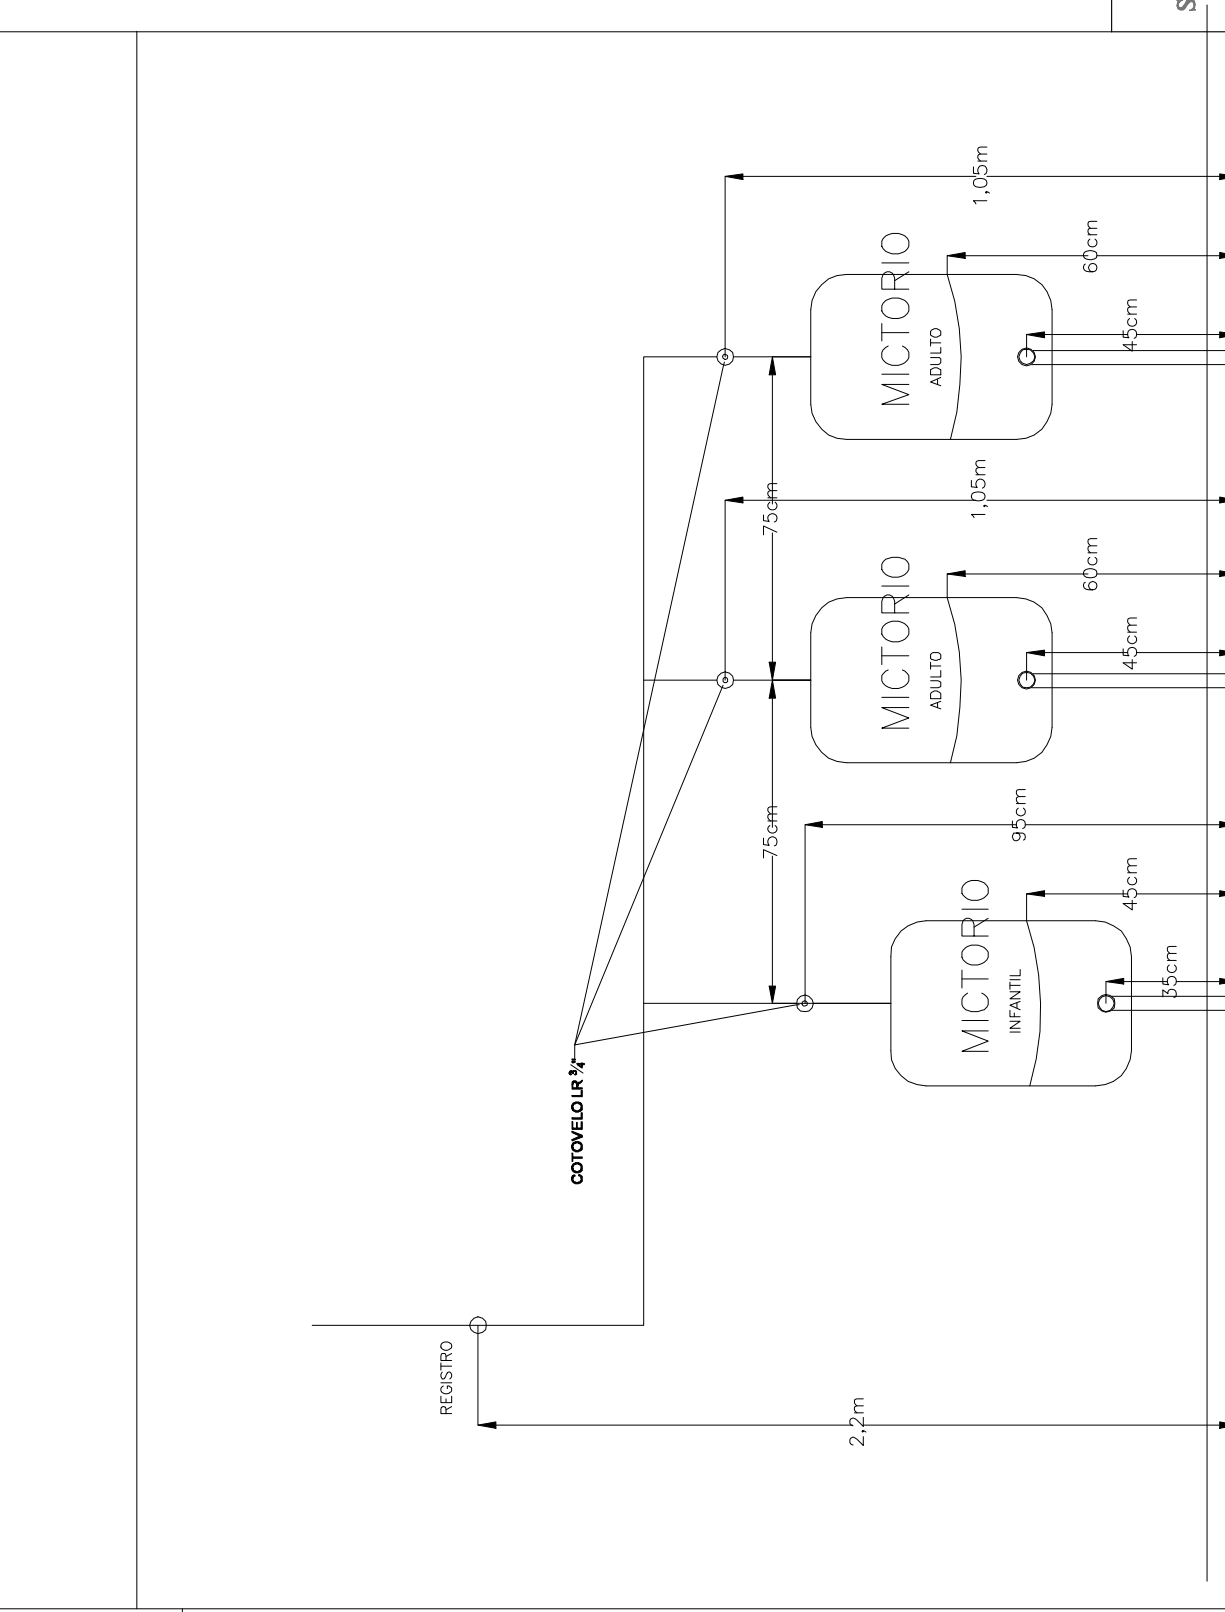 1,05m
60cm
45cm
MICTORIO
ADULTO
75cm
1,05m
60cm
45cm
MICTORIO
ADULTO
75cm
95cm
45cm
35cm
MICTORIO
INFANTIL
COTOVELO LR ¾"
REGISTRO
2,2m